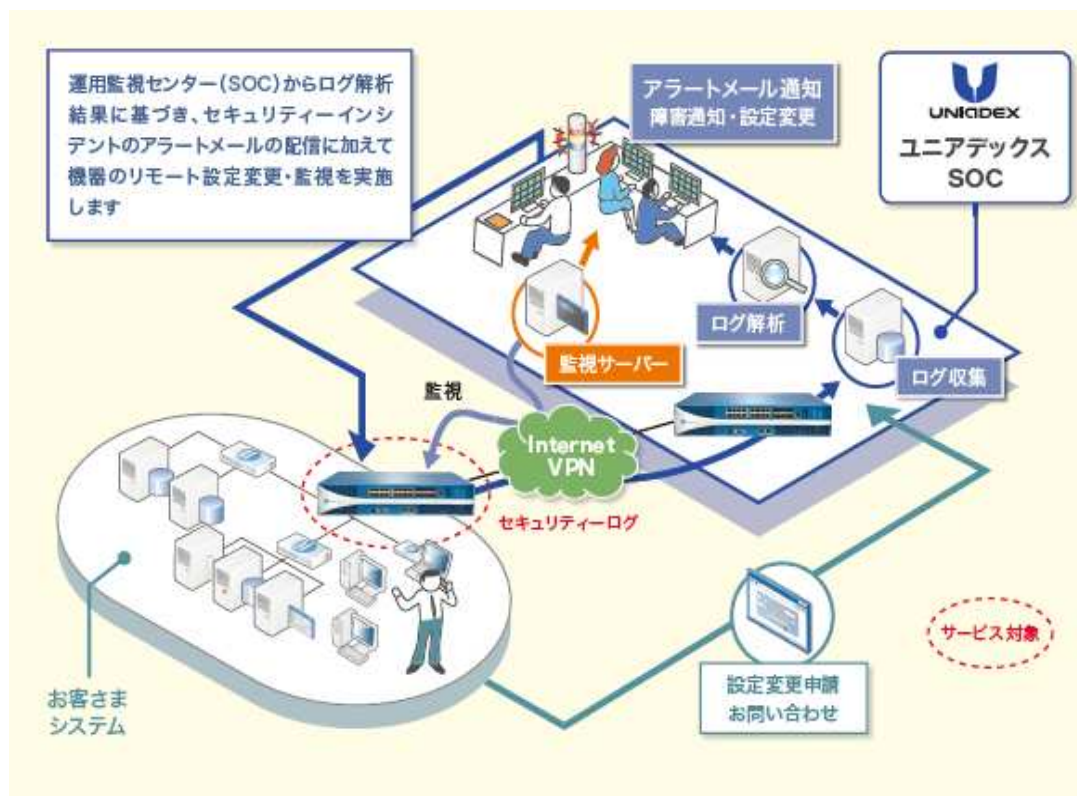 運用監視センター(SOC)からログ解析
結果に基づき、セキュリティーインシ
デントのアラートメールの配信に加えて
機器のリモート設定変更・監視を実施
します
アラートメール通知
障害通知・設定変更
UNIADEX
ユニアデックス
SOC
ログ解析
監視サーバー
ログ収集
監視
Internet
VPN
セキュリティーログ
サービス対象
設定変更申請
お問い合わせ
お客さま
システム